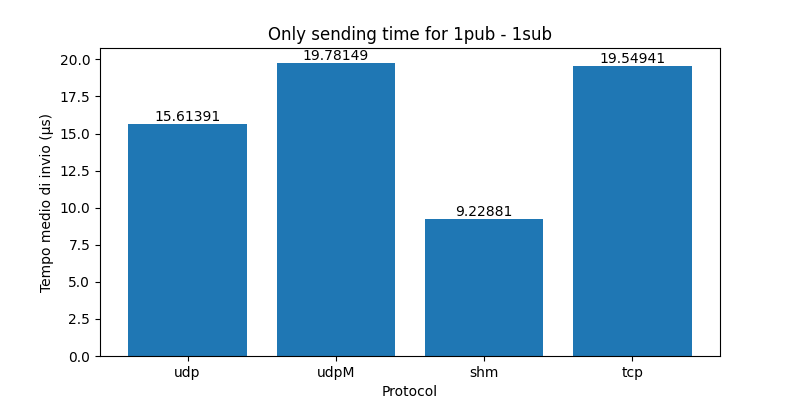 Only sending time for 1pub - 1sub
Tempo medio di invio (μs)
20.0
17.5
15.0
12.5
10.0
7.5
5.0
2.5
0.0
15.61391
19.78149
9.22881
19.54941
udp
udpM
shm
tcp
Protocol